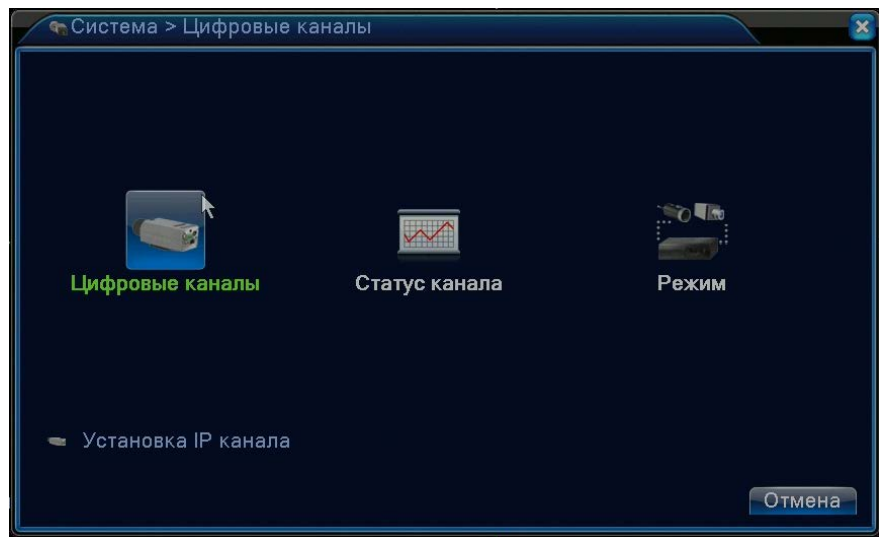 Система > Цифровые каналы
Цифровые каналы
Статус канала
Режим
Установка IP канала
Отмена